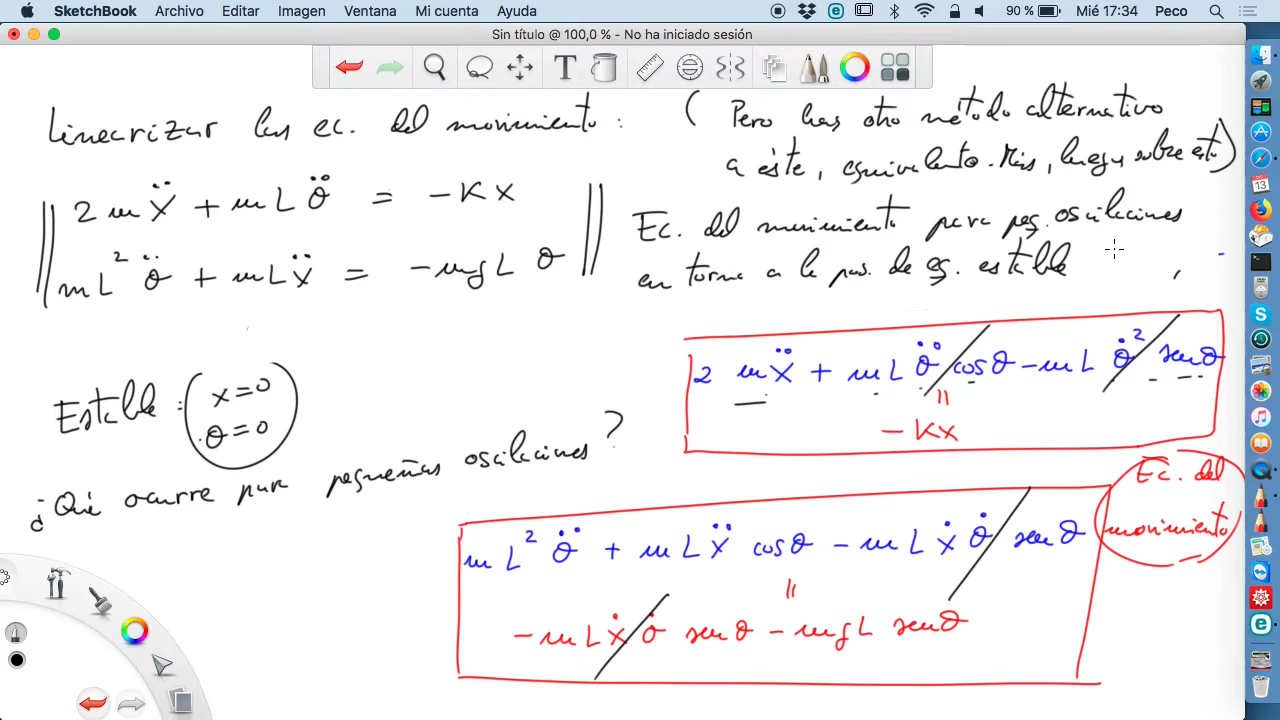 SketchBook Archivo Editar Imagen Ventana Mi cuenta Ayuda 90 % Mié 17:34 Peco
Sin título @ 100,0 % - No ha iniciado sesión
Linearizar las ec. del movimiento :
2 m ẍ + m L θ̈ = - K x
m L² θ̈ + m L ẍ = - m g L θ
( Pero hay otro método alternativo
a éste, equivalente. Más, luego sobre esto )
Ec. del movimiento para peq. oscilaciones
en torno a la pos. de eq. estable ,
Estable : ( x = 0
θ = 0 )
¿ Qué ocurre para pequeñas oscilaciones ?
2 m ẍ + m L θ̈ cos θ - m L θ̇² sen θ
=
- K x
Ec. del
movimiento
m L² θ̈ + m L ẍ cos θ - m L ẋ θ̇ sen θ
=
- m L ẋ θ̇ sen θ - m g L sen θ